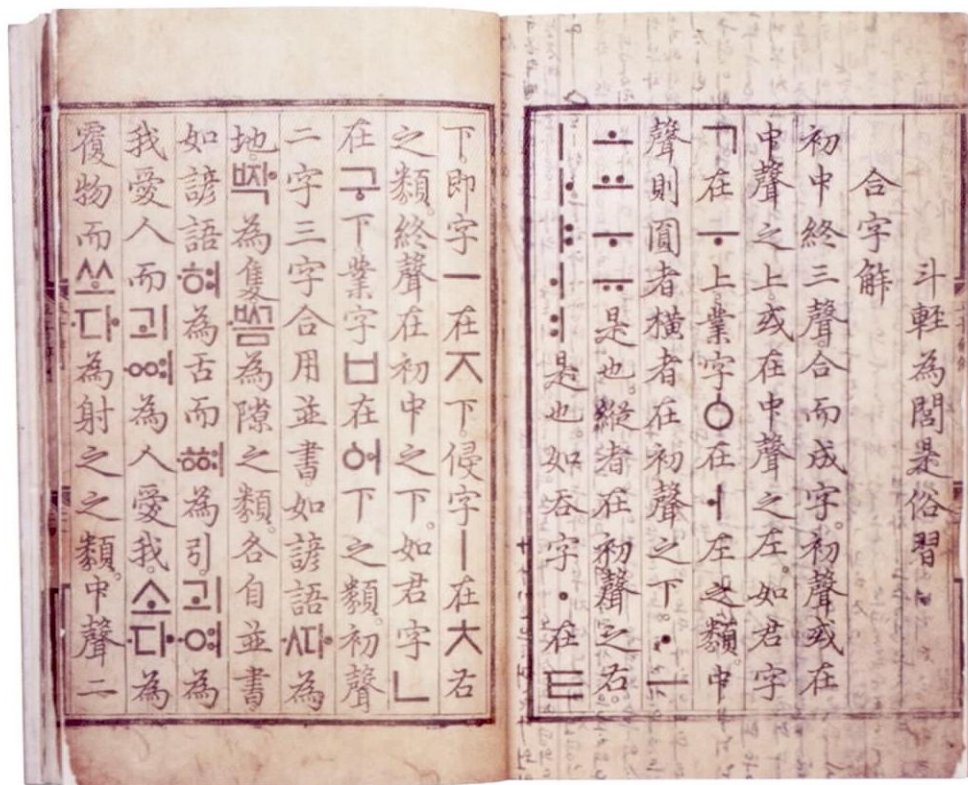 斗輕為閭是俗習
合字解
初中終三聲合而成字。初聲或在
中聲之上或在中聲之左。如君字
ㄱ在ㅜ上業字ㆁ在ㅓ左之類。中
聲則圓者橫者在初聲之下ㆍㅡ
ㅗㅛㅜㅠ是也。縱者在初聲之右。
ㅣㅏㅑㅓㅕ是也如吞字ㆍ在ㅌ
下。即字ㅡ在ㅈ下侵字ㅣ在ㅊ右
之類。終聲在初中之下。如君字ㄴ
在구下業字ㅂ在ᅌᅥ下之類。初聲
二字三字合用並書。如諺語ᄯᅡ為
地。ᄧᅡᆨ為隻ᄢᅳᆷ為隙之類。各自並書
如諺語혀為舌而ᅘᅧ為引。괴여為
我愛人而괴ᅇᅧ為人愛我。소다為
覆物而쏘다為射之之類。中聲二